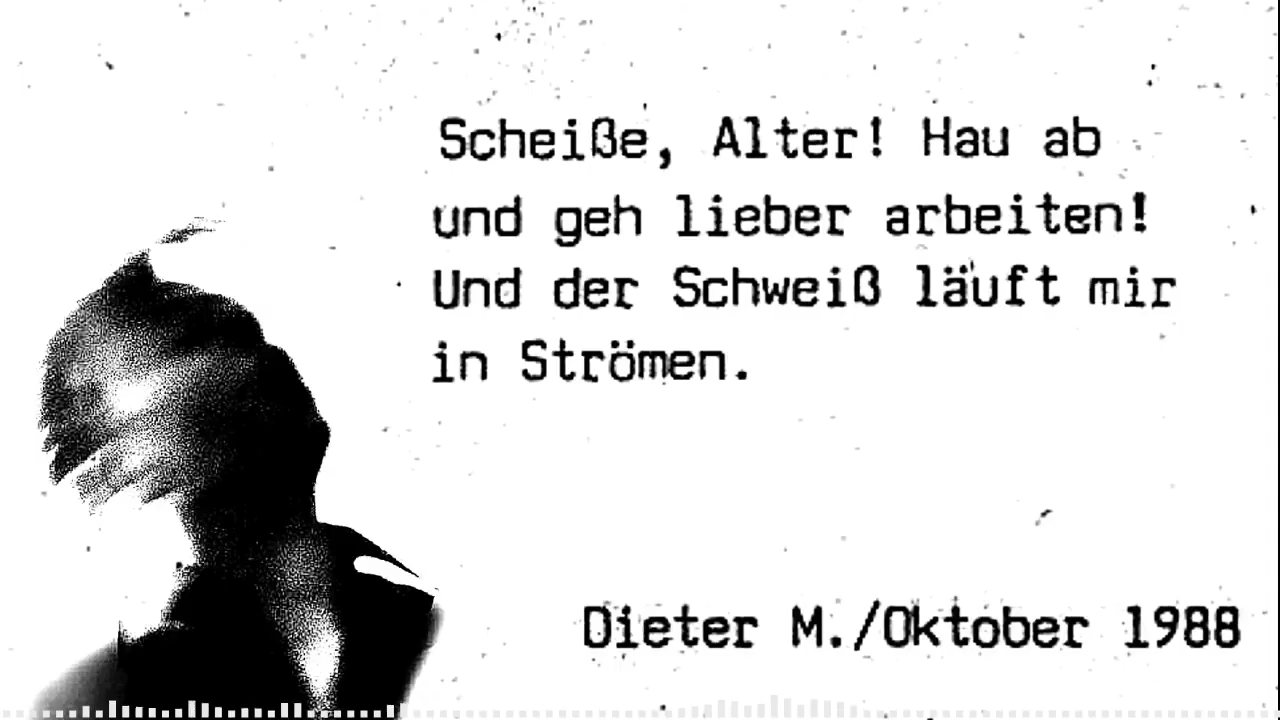 Scheiße, Alter! Hau ab
und geh lieber arbeiten!
Und der Schweiß läuft mir
in Strömen.
Dieter M./Oktober 1988